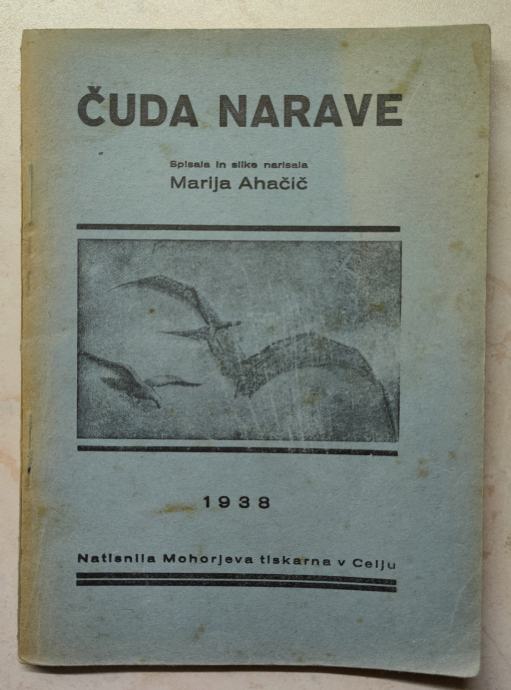 ČUDA NARAVE
Spisala in slike narisala
Marija Ahačič
1938
Natisnila Mohorjeva tiskarna v Celju